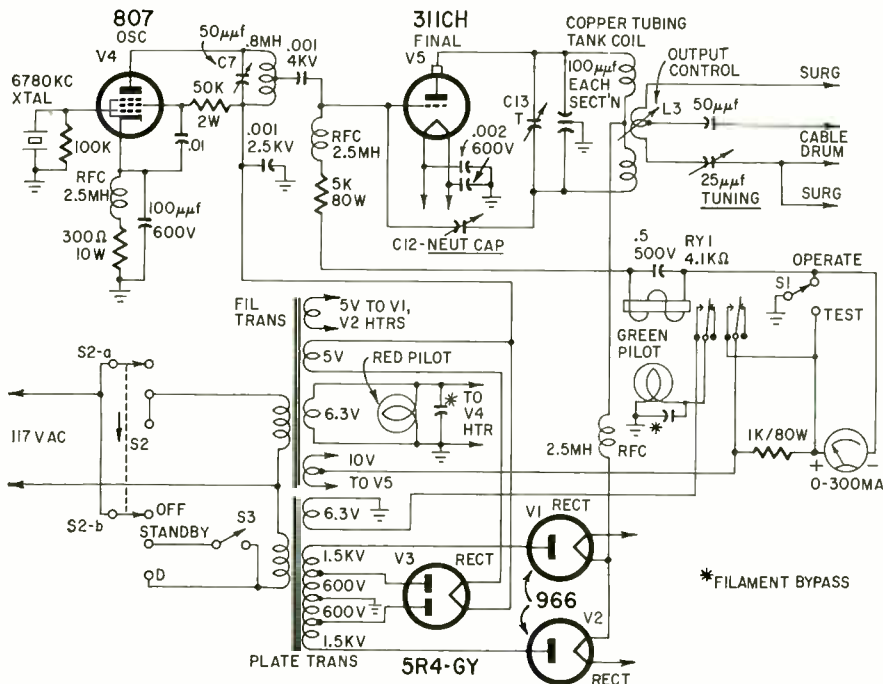 807
OSC
V4
50µµf
C7
.8MH
.001
4KV
6780KC
XTAL
100K
50K
2W
.01
.001
2.5KV
RFC
2.5MH
100µµf
600V
300Ω
10W
311CH
FINAL
V5
RFC
2.5MH
5K
80W
.002
600V
C12-NEUT CAP
C13
T
COPPER TUBING
TANK COIL
100µµf
EACH
SECT'N
OUTPUT
CONTROL
L3
SURG
50µµf
CABLE
DRUM
25µµf
TUNING
SURG
.5
500V
RY1
4.1KΩ
OPERATE
S1
TEST
GREEN
PILOT
*
1K/80W
+
-
0-300MA
2.5MH
RFC
FIL
TRANS
5V TO V1,
V2 HTRS
5V
RED PILOT
6.3V
*
TO
V4
HTR
10V
TO V5
6.3V
S2-a
117VAC
S2
S2-b
OFF
STANDBY
S3
D
1.5KV
600V
600V
1.5KV
PLATE TRANS
V3
RECT
5R4-GY
V1
RECT
966
V2
RECT
*FILAMENT BYPASS